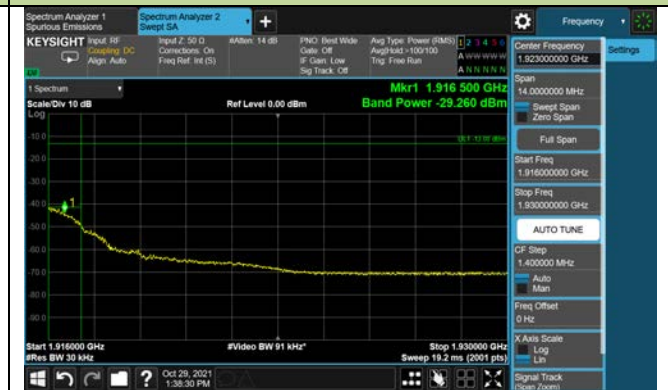 Spectrum Analyzer 1
Spurious Emissions
Spectrum Analyzer 2
Swept SA
+
Frequency
KEYSIGHT
Input: RF
Coupling: DC
Align: Auto
Input Z: 50 Ω
Corrections: On
Freq Ref: Int (S)
#Atten: 14 dB
PNO: Best Wide
Gate: Off
IF Gain: Low
Sig Track: Off
Avg Type: Power (RMS)
Avg|Hold:>100/100
Trig: Free Run
1 2 3 4 5 6
A W W W W W
A N N N N N
1 Spectrum
Scale/Div 10 dB
Log
Ref Level 0.00 dBm
Mkr1 1.916 500 GHz
Band Power -29.260 dBm
-10.0
-20.0
-30.0
-40.0
-50.0
-60.0
-70.0
-80.0
-90.0
1
Start 1.916000 GHz
#Res BW 30 kHz
#Video BW 91 kHz*
Stop 1.930000 GHz
Sweep 19.2 ms (2001 pts)
Center Frequency
1.923000000 GHz
Settings
Span
14.0000000 MHz
Swept Span
Zero Span
Full Span
Start Freq
1.916000000 GHz
Stop Freq
1.930000000 GHz
AUTO TUNE
CF Step
1.400000 MHz
Auto
Man
Freq Offset
0 Hz
X Axis Scale
Log
Lin
Signal Track
(Span Zoom)
?
Oct 29, 2021
1:38:30 PM